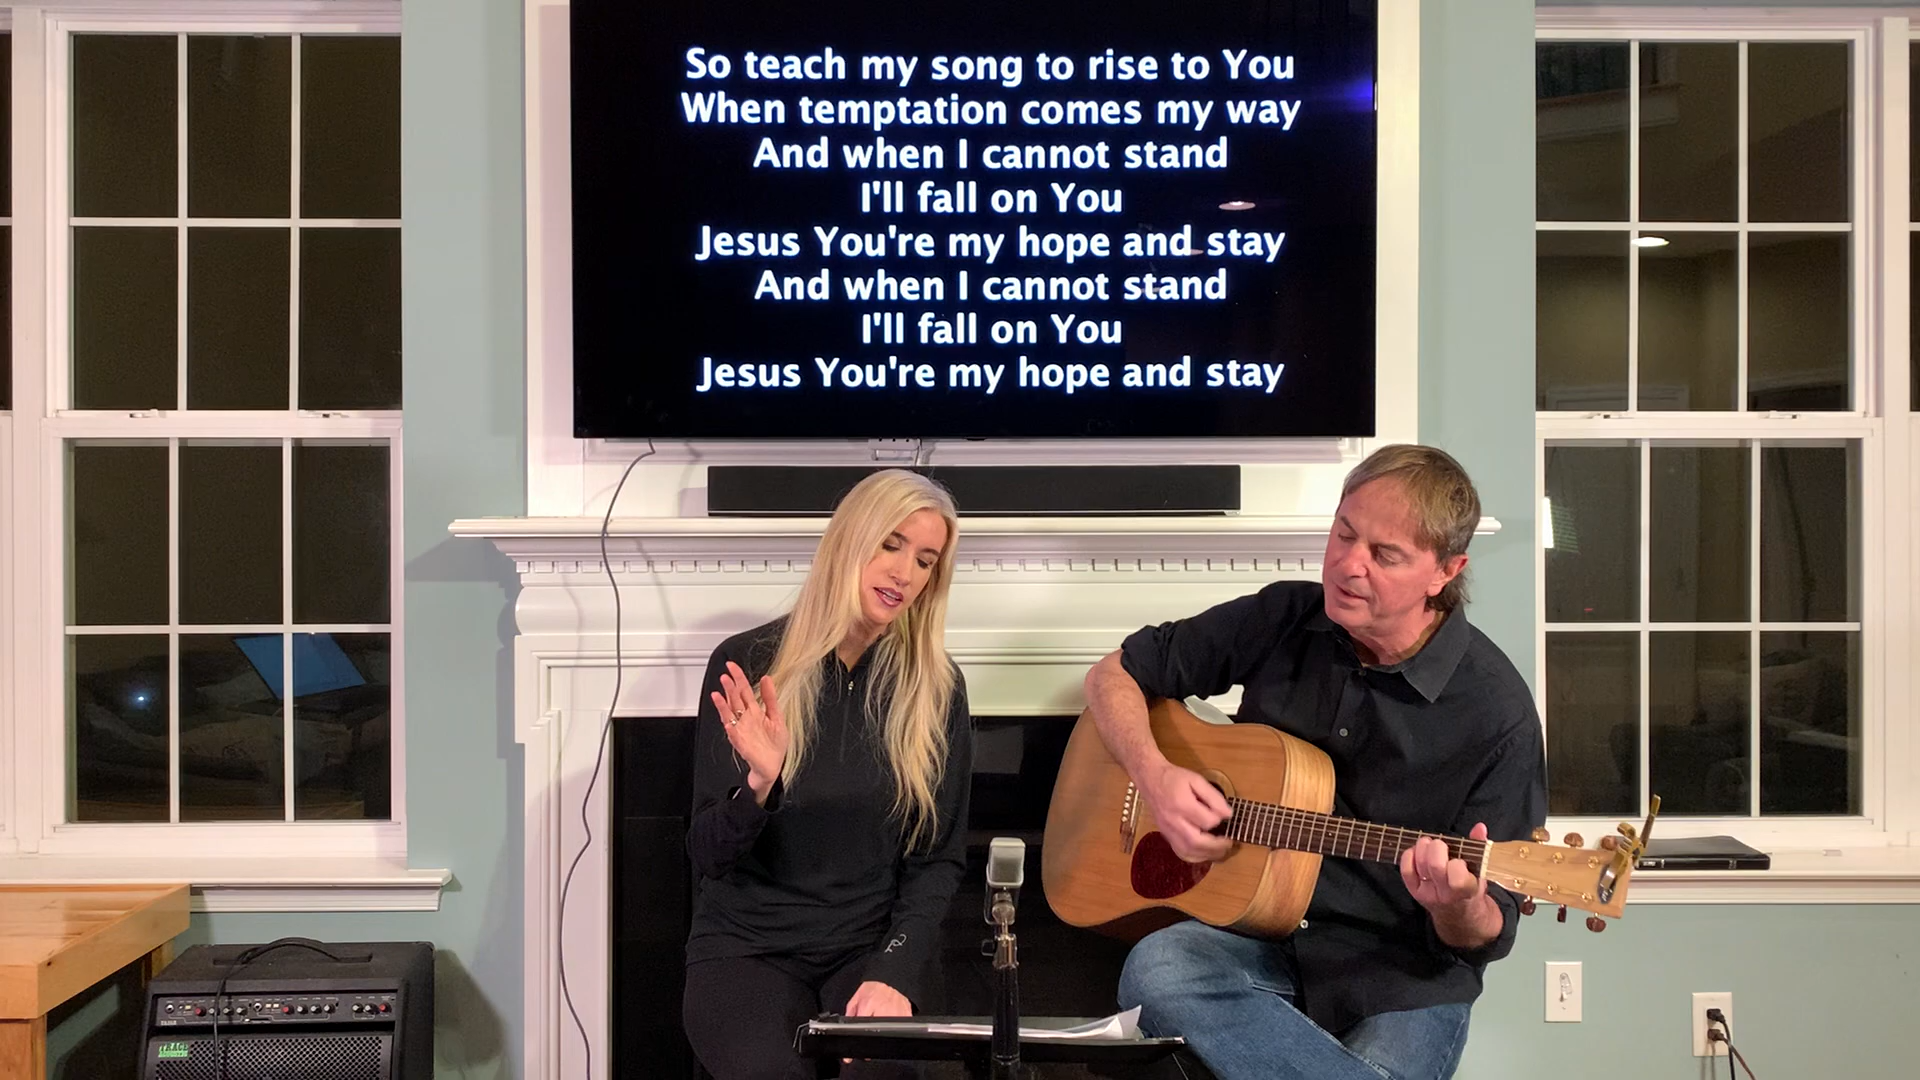 So teach my song to rise to You
When temptation comes my way
And when I cannot stand
I'll fall on You
Jesus You're my hope and stay
And when I cannot stand
I'll fall on You
Jesus You're my hope and stay
TRACE